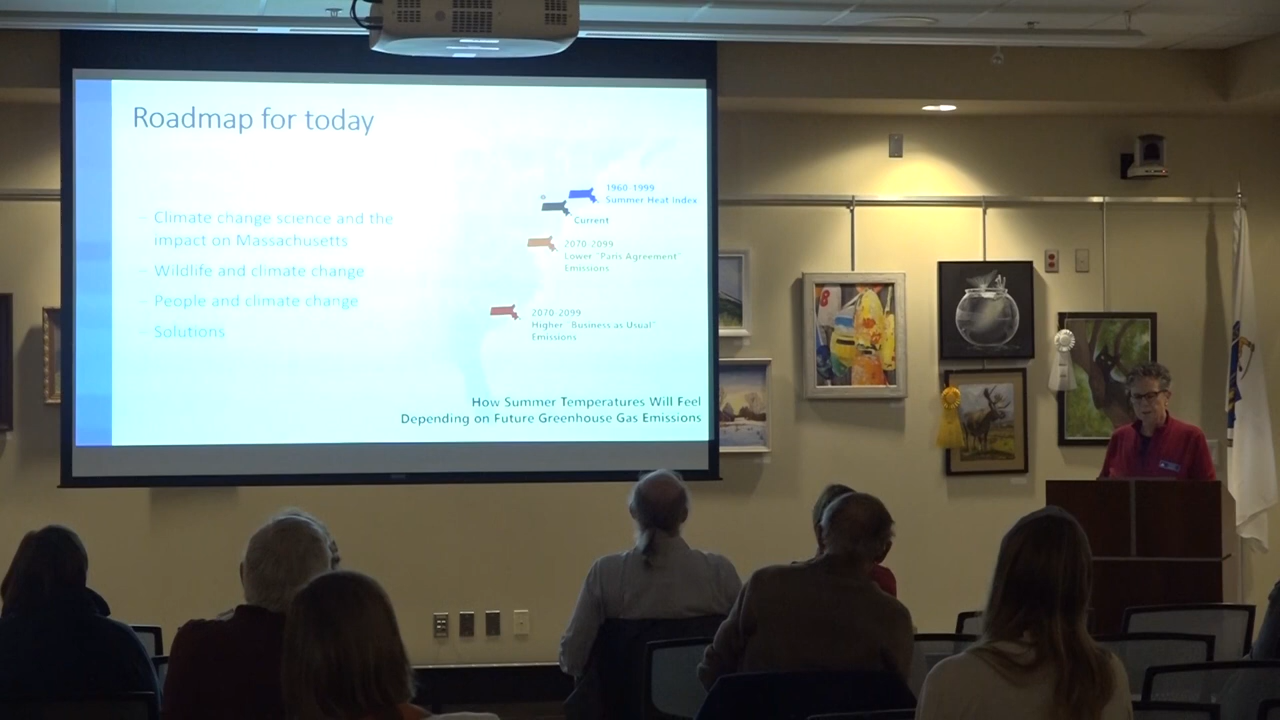 Roadmap for today
– Climate change science and the
impact on Massachusetts
– Wildlife and climate change
– People and climate change
– Solutions
1960-1999
Summer Heat Index
Current
2070-2099
Lower "Paris Agreement"
Emissions
2070-2099
Higher "Business as Usual"
Emissions
How Summer Temperatures Will Feel
Depending on Future Greenhouse Gas Emissions